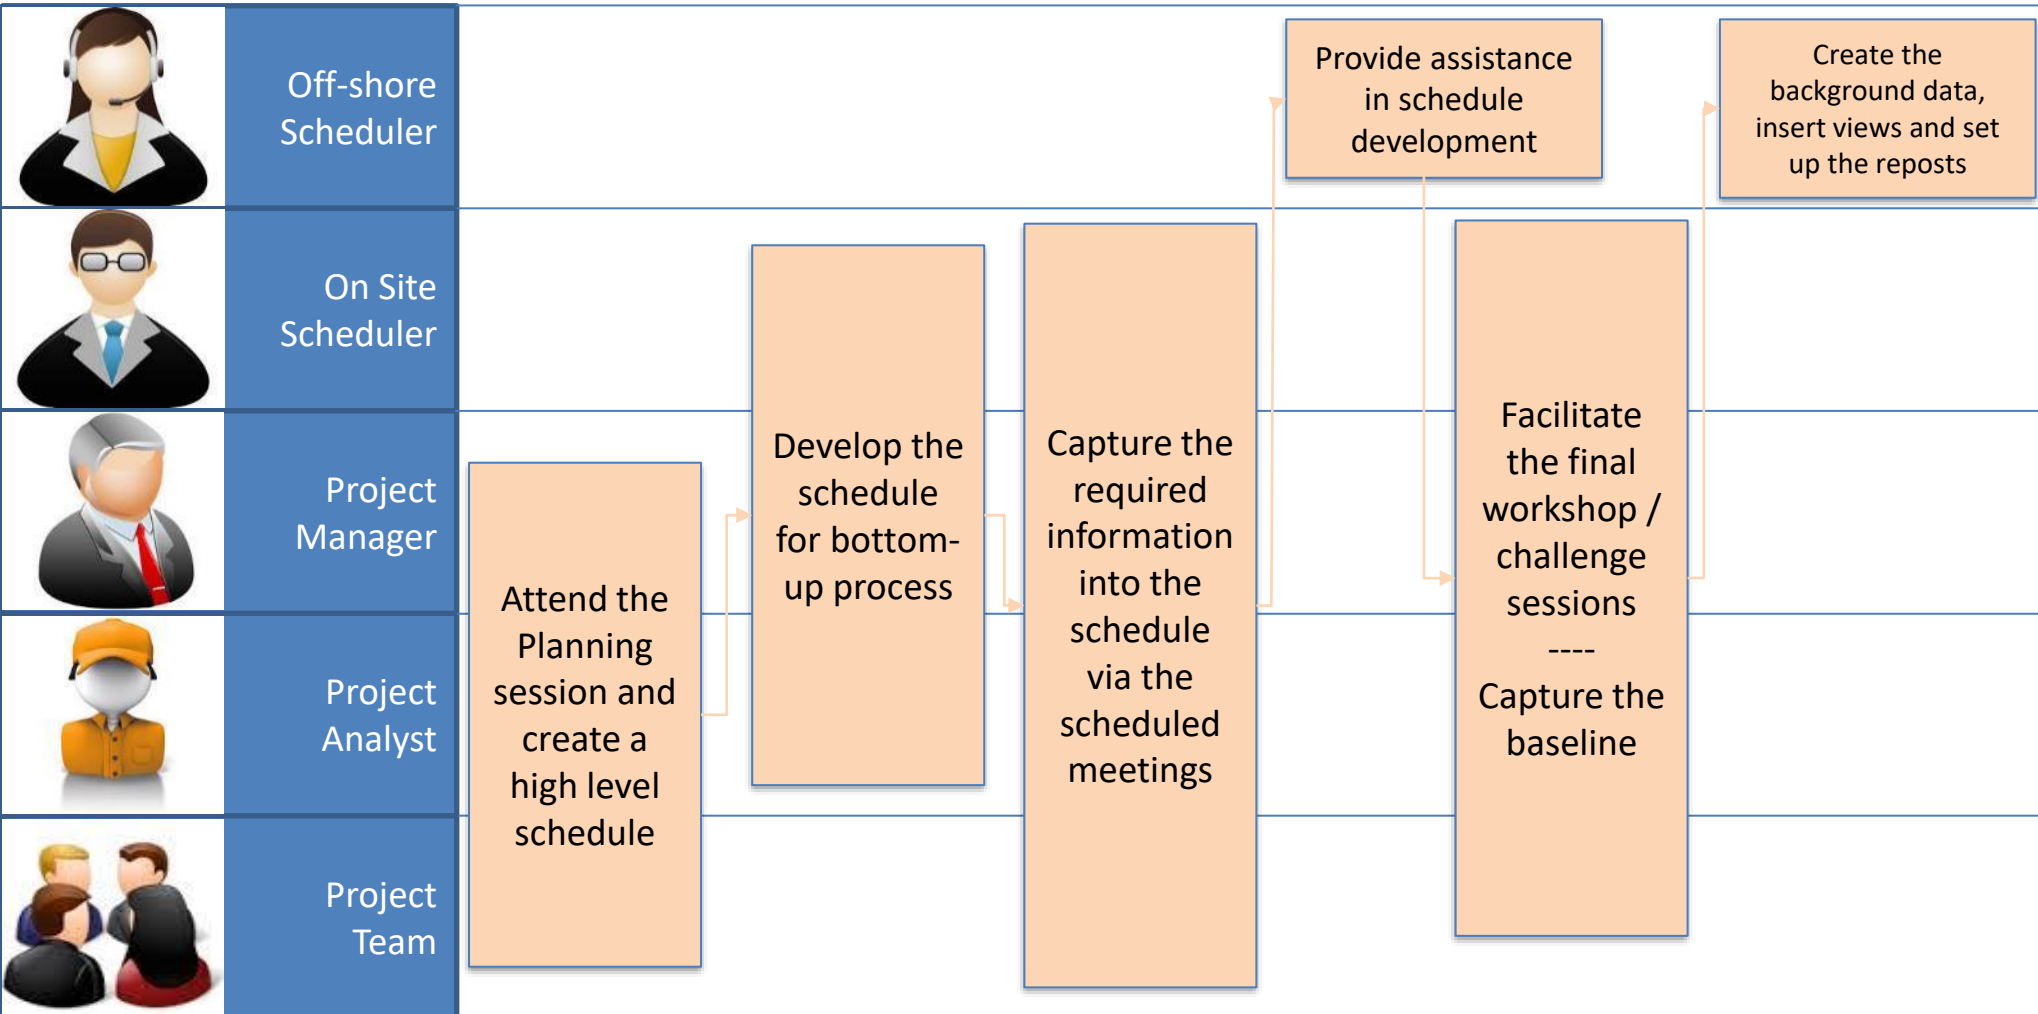 Off-shore
Scheduler
On Site
Scheduler
Project
Manager
Project
Analyst
Project
Team
Attend the
Planning
session and
create a
high level
schedule
Develop the
schedule
for bottom-
up process
Capture the
required
information
into the
schedule
via the
scheduled
meetings
Provide assistance
in schedule
development
Facilitate
the final
workshop /
challenge
sessions
----
Capture the
baseline
Create the
background data,
insert views and set
up the reposts